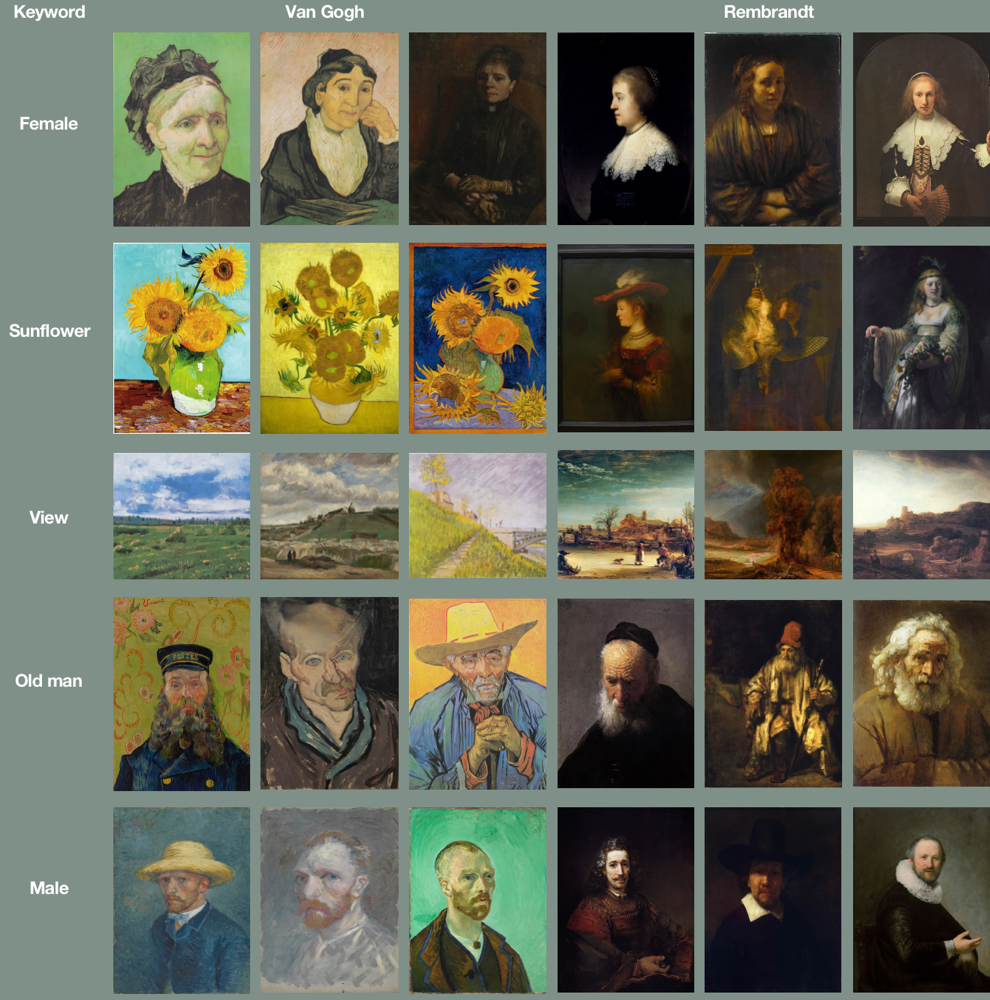 Keyword Van Gogh Rembrandt
Female
Sunflower
View
Old man
POSTES
Male